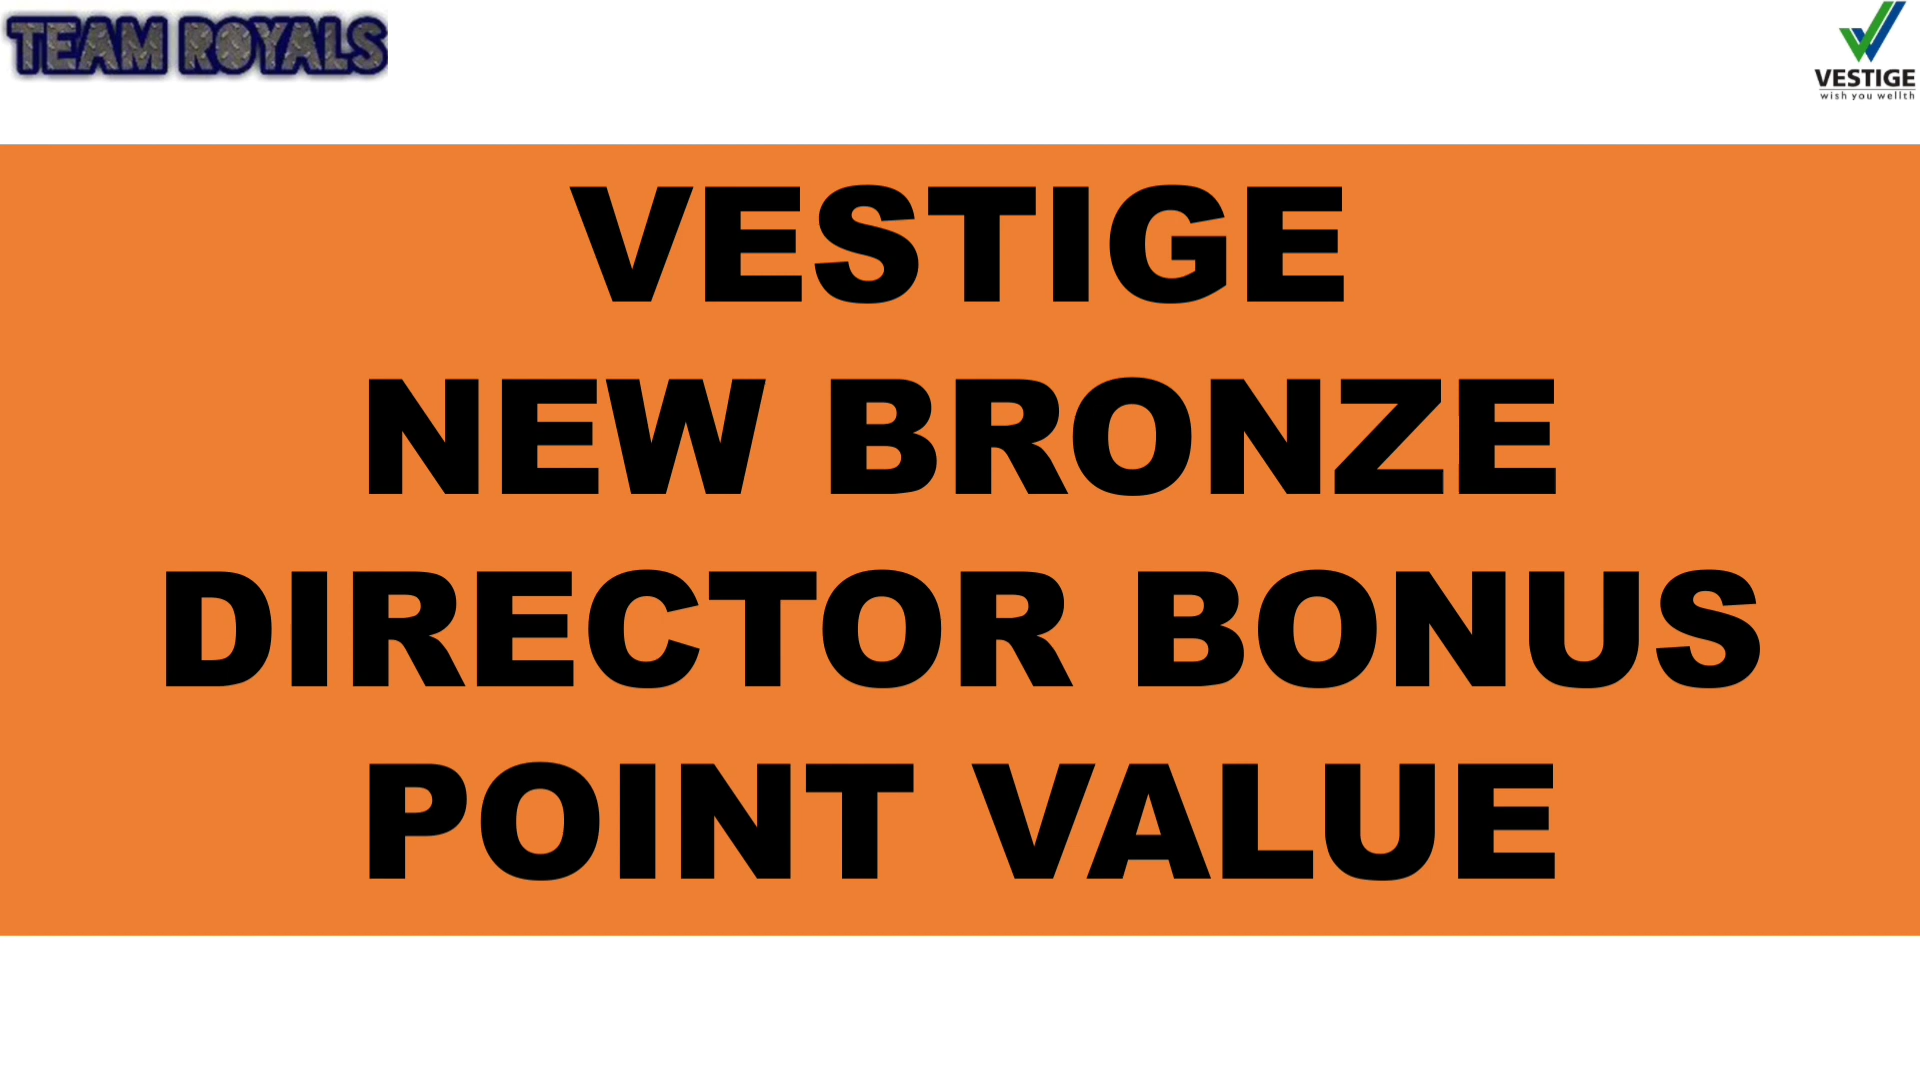 TEAM ROYALS
VESTIGE
wish you wellth
VESTIGE
NEW BRONZE
DIRECTOR BONUS
POINT VALUE